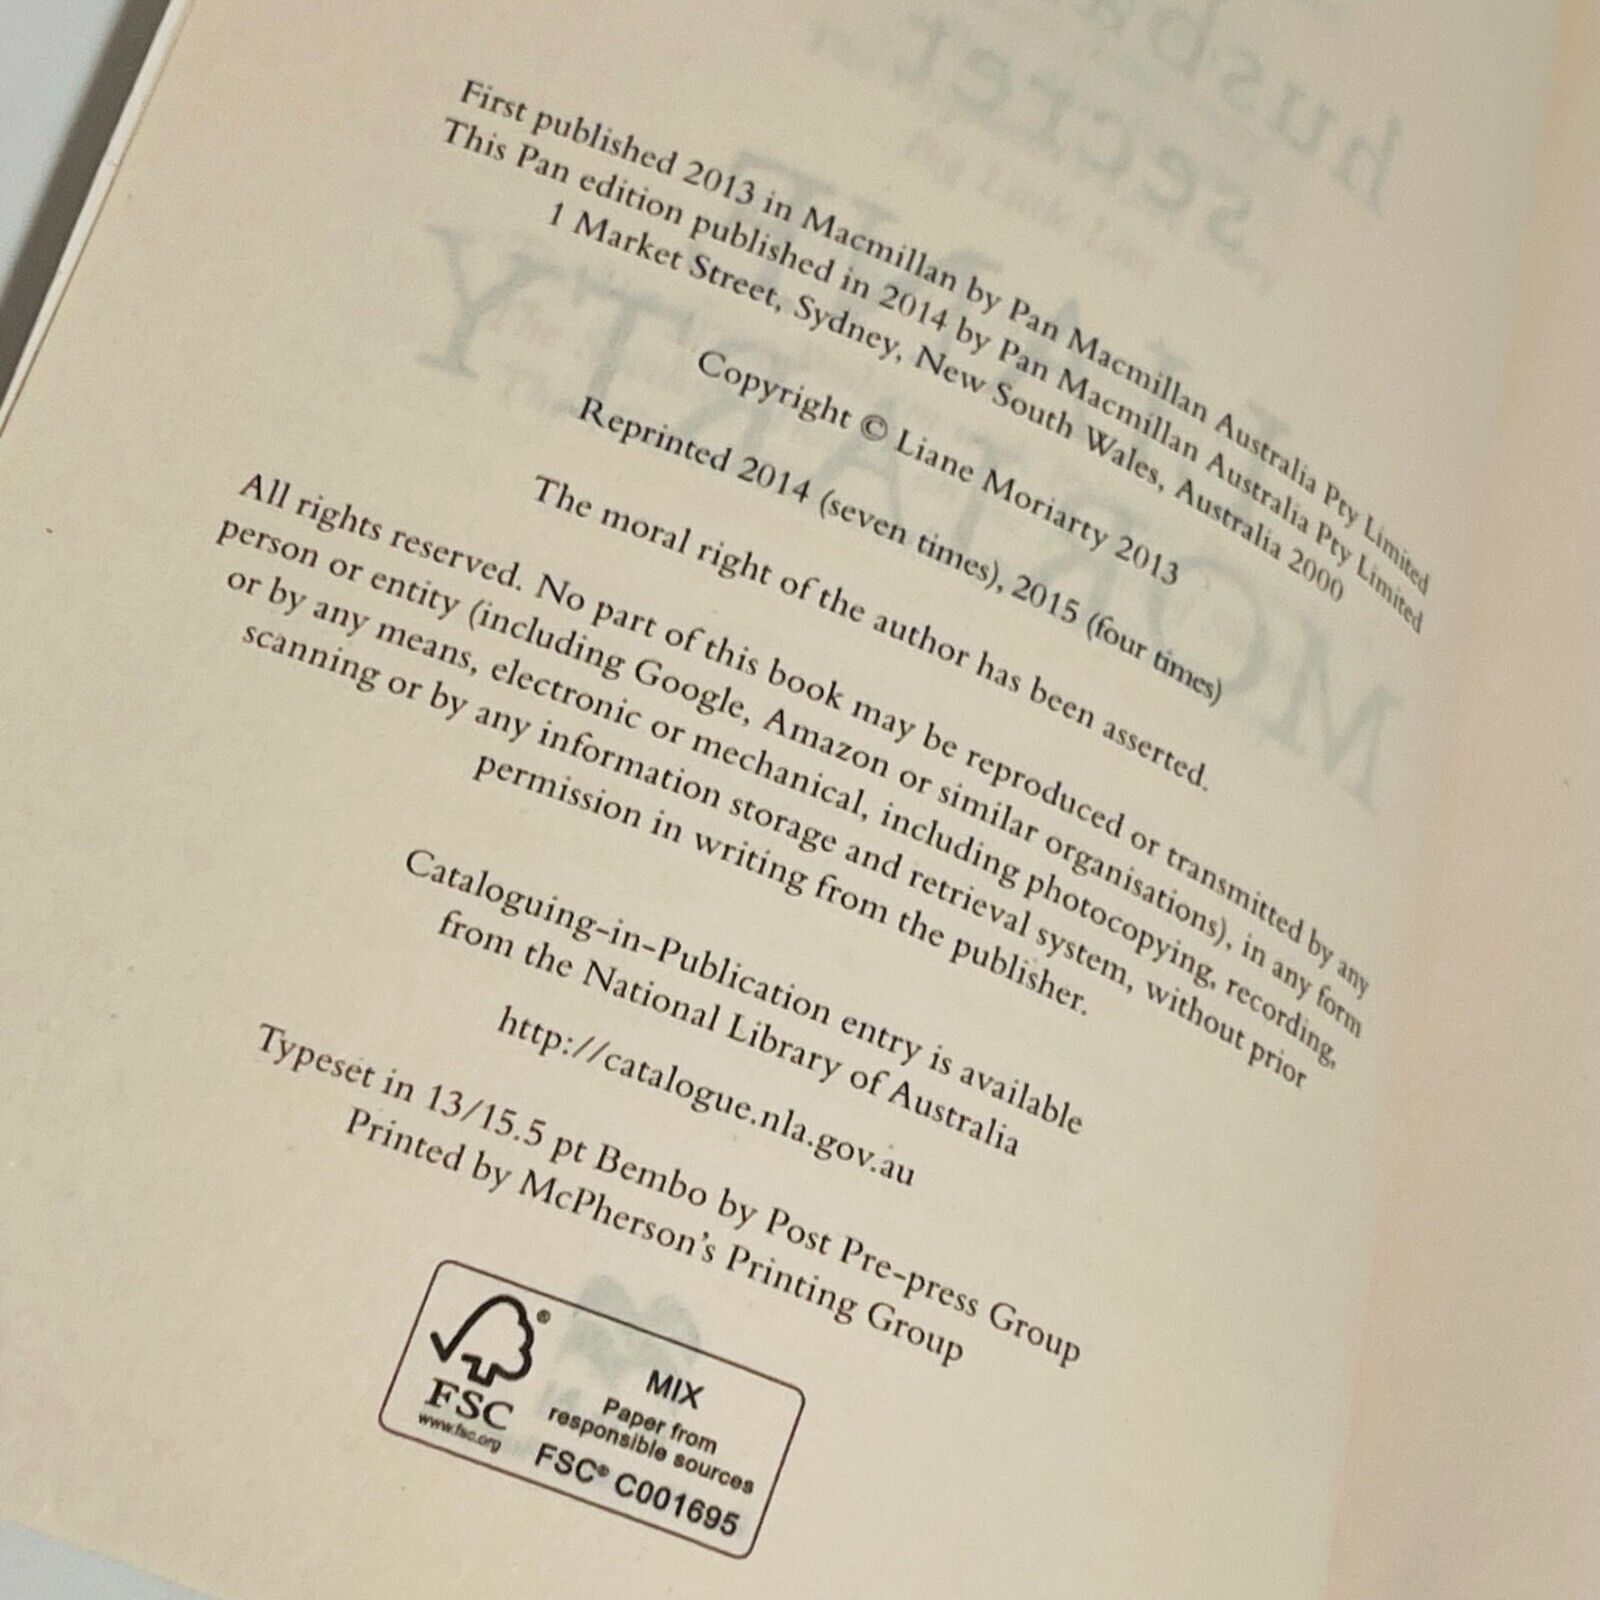 First published 2013 in Macmillan by Pan Macmillan Australia Pty Limited
This Pan edition published in 2014 by Pan Macmillan Australia Pty Limited
1 Market Street, Sydney, New South Wales, Australia 2000
Copyright © Liane Moriarty 2013
Reprinted 2014 (seven times), 2015 (four times)
The moral right of the author has been asserted.
All rights reserved. No part of this book may be reproduced or transmitted by any
person or entity (including Google, Amazon or similar organisations), in any form
or by any means, electronic or mechanical, including photocopying, recording,
scanning or by any information storage and retrieval system, without prior
permission in writing from the publisher.
Cataloguing-in-Publication entry is available
from the National Library of Australia
http://catalogue.nla.gov.au
Typeset in 13/15.5 pt Bembo by Post Pre-press Group
Printed by McPherson's Printing Group
®
FSC
www.fsc.org
MIX
Paper from
responsible sources
FSC® C001695
husba
secret
MORIARTY